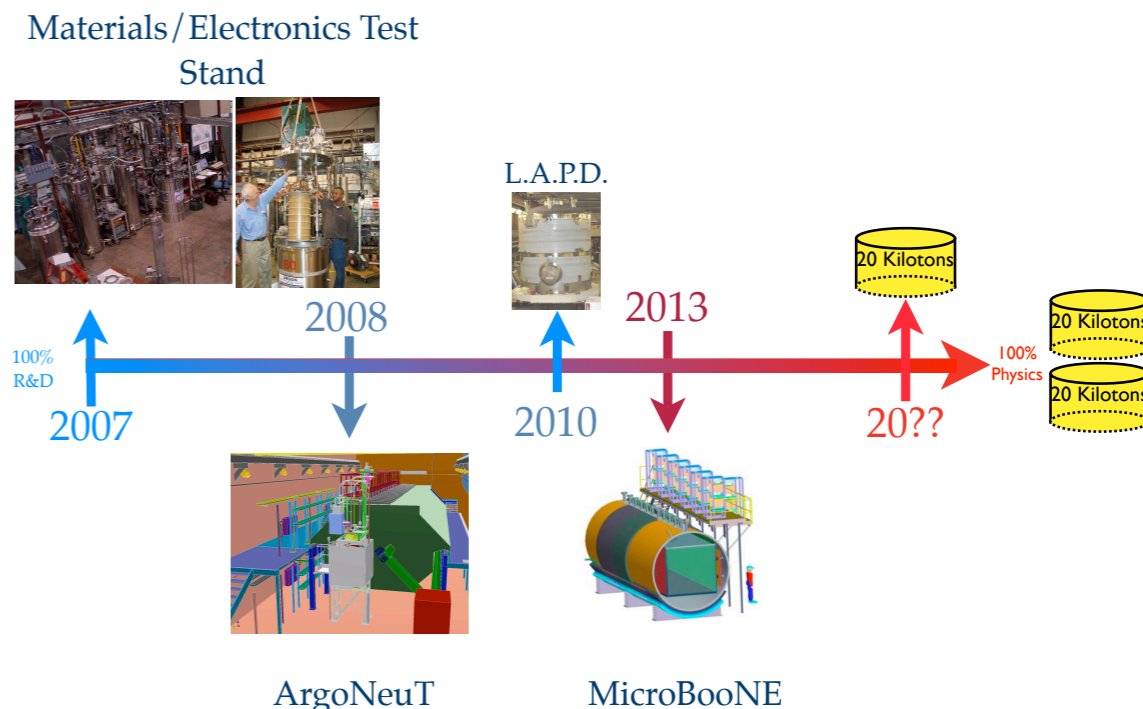 Materials/Electronics Test
Stand
L.A.P.D.
20 Kilotons
2008
2013
20 Kilotons
100%
R&D
100%
Physics
20 Kilotons
2007
2010
20??
ArgoNeuT
MicroBooNE